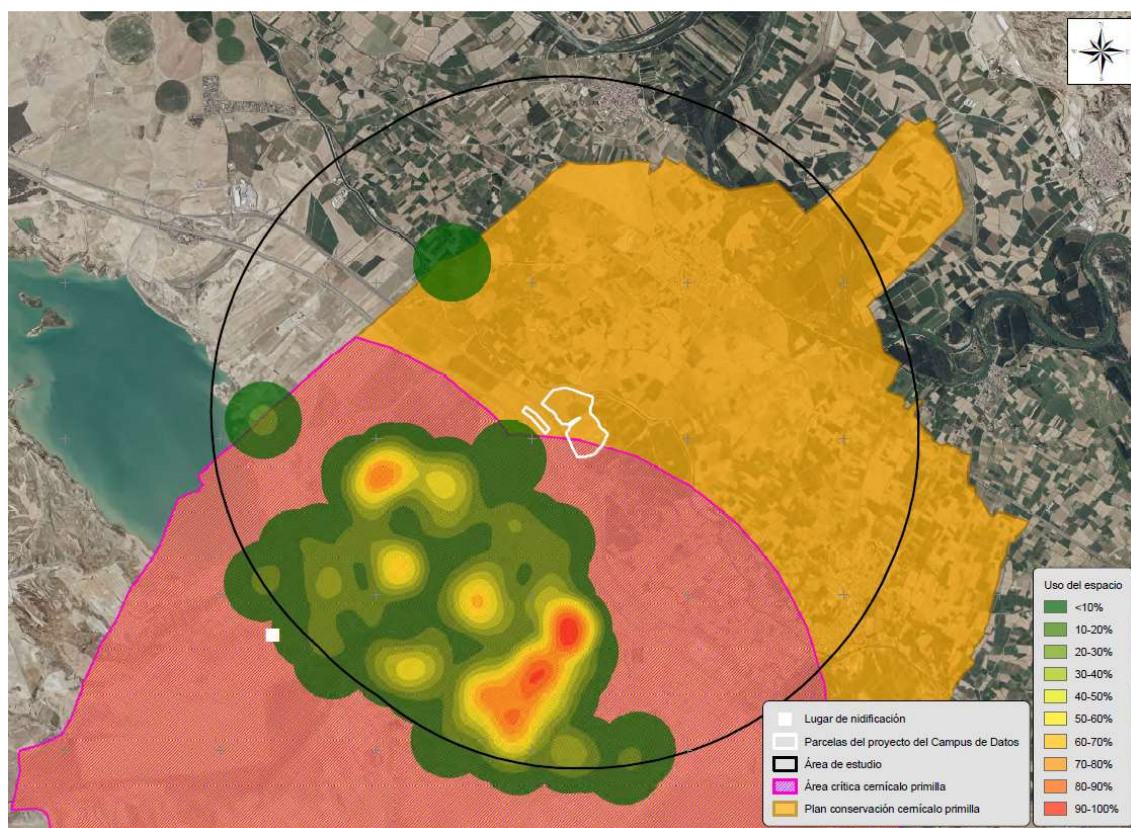 N
W
E
S
Uso del espacio
<10%
10-20%
20-30%
30-40%
40-50%
50-60%
60-70%
70-80%
80-90%
90-100%
Lugar de nidificación
Parcelas del proyecto del Campus de Datos
Área de estudio
Área crítica cernícalo primilla
Plan conservación cernícalo primilla